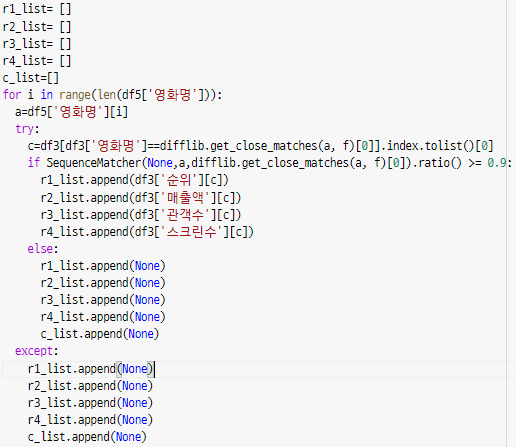 r1_list= []
r2_list= []
r3_list= []
r4_list= []
c_list=[]
for i in range(len(df5['영화명'])):
  a=df5['영화명'][i]
  try:
    c=df3[df3['영화명']==difflib.get_close_matches(a, f)[0]].index.tolist()[0]
    if SequenceMatcher(None,a,difflib.get_close_matches(a, f)[0]).ratio() >= 0.9:
      r1_list.append(df3['순위'][c])
      r2_list.append(df3['매출액'][c])
      r3_list.append(df3['관객수'][c])
      r4_list.append(df3['스크린수'][c])
    else:
      r1_list.append(None)
      r2_list.append(None)
      r3_list.append(None)
      r4_list.append(None)
      c_list.append(None)
  except:
    r1_list.append(None)
    r2_list.append(None)
    r3_list.append(None)
    r4_list.append(None)
    c_list.append(None)